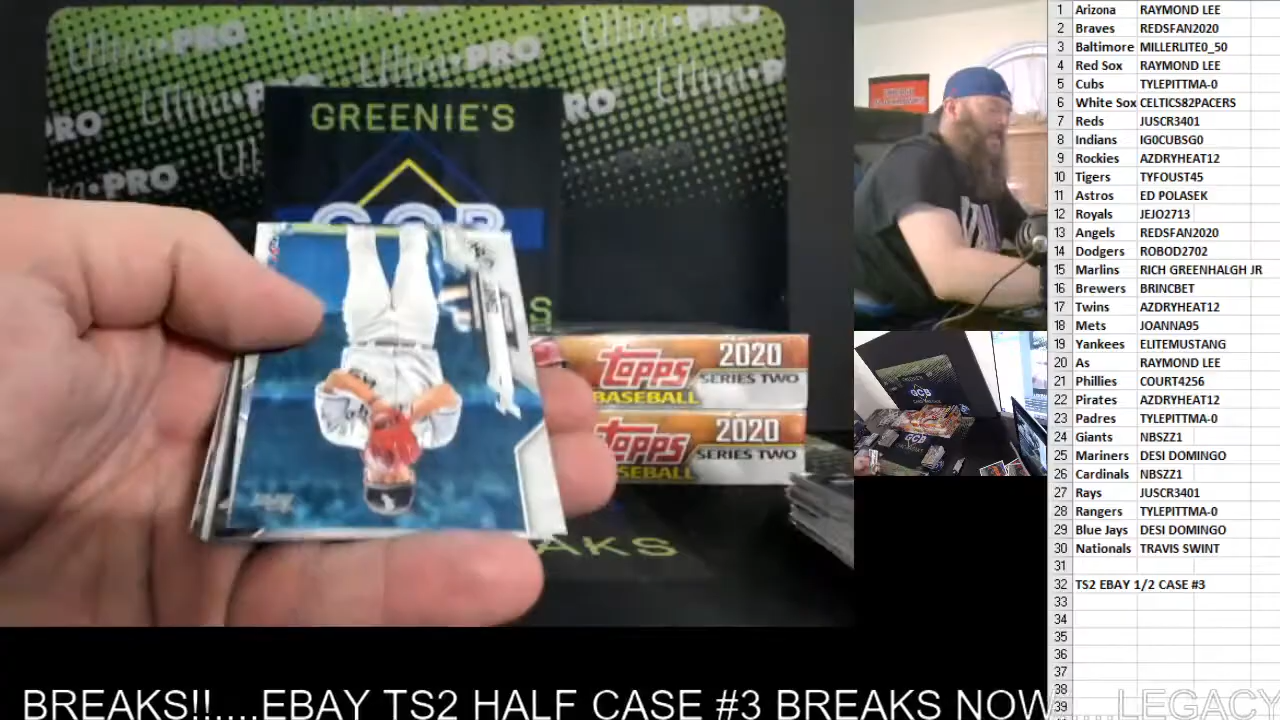 Ultra•PRO
Ultra•PRO
GREENIE'S
GCB
Topps 2020
SERIES TWO
BASEBALL
Topps 2020
SERIES TWO
BASEBALL
AKS
1 Arizona RAYMOND LEE
2 Braves REDSFAN2020
3 Baltimore MILLERLITE0_50
4 Red Sox RAYMOND LEE
5 Cubs TYLEPITTMA-0
6 White Sox CELTICS82PACERS
7 Reds JUSCR3401
8 Indians IG0CUBSG0
9 Rockies AZDRYHEAT12
10 Tigers TYFOUST45
11 Astros ED POLASEK
12 Royals JEJO2713
13 Angels REDSFAN2020
14 Dodgers ROBOD2702
15 Marlins RICH GREENHALGH JR
16 Brewers BRINCBET
17 Twins AZDRYHEAT12
18 Mets JOANNA95
19 Yankees ELITEMUSTANG
20 As RAYMOND LEE
21 Phillies COURT4256
22 Pirates AZDRYHEAT12
23 Padres TYLEPITTMA-0
24 Giants NBSZZ1
25 Mariners DESI DOMINGO
26 Cardinals NBSZZ1
27 Rays JUSCR3401
28 Rangers TYLEPITTMA-0
29 Blue Jays DESI DOMINGO
30 Nationals TRAVIS SWINT
31
32 TS2 EBAY 1/2 CASE #3
33
34
35
36
37
38
39
BREAKS!!....EBAY TS2 HALF CASE #3 BREAKS NOW..... LEGACY